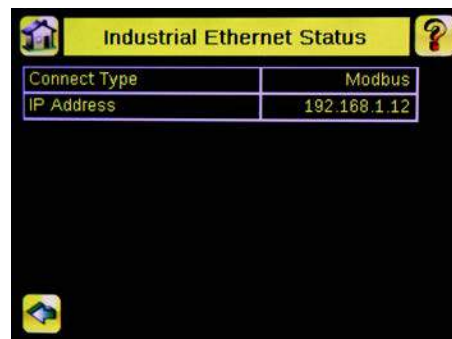 Industrial Ethernet Status
?
Connect Type Modbus
IP Address 192.168.1.12